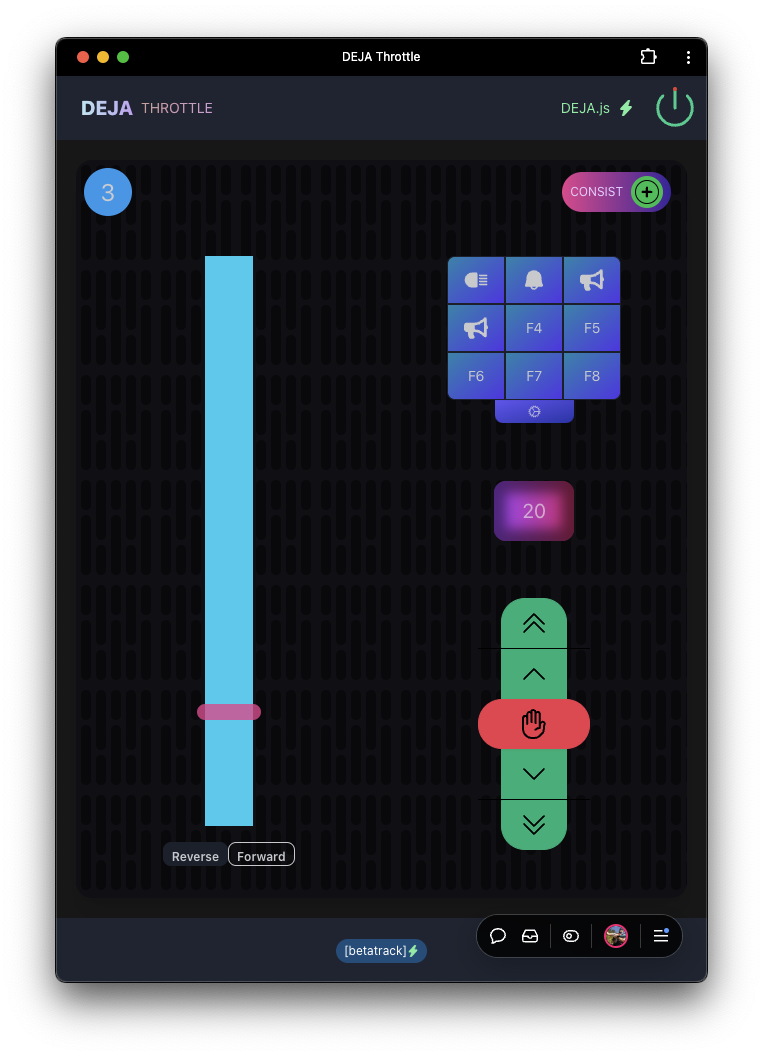 DEJA Throttle
DEJA THROTTLE
DEJA.js
3
CONSIST
F4 F5
F6 F7 F8
20
Reverse Forward
[betatrack]